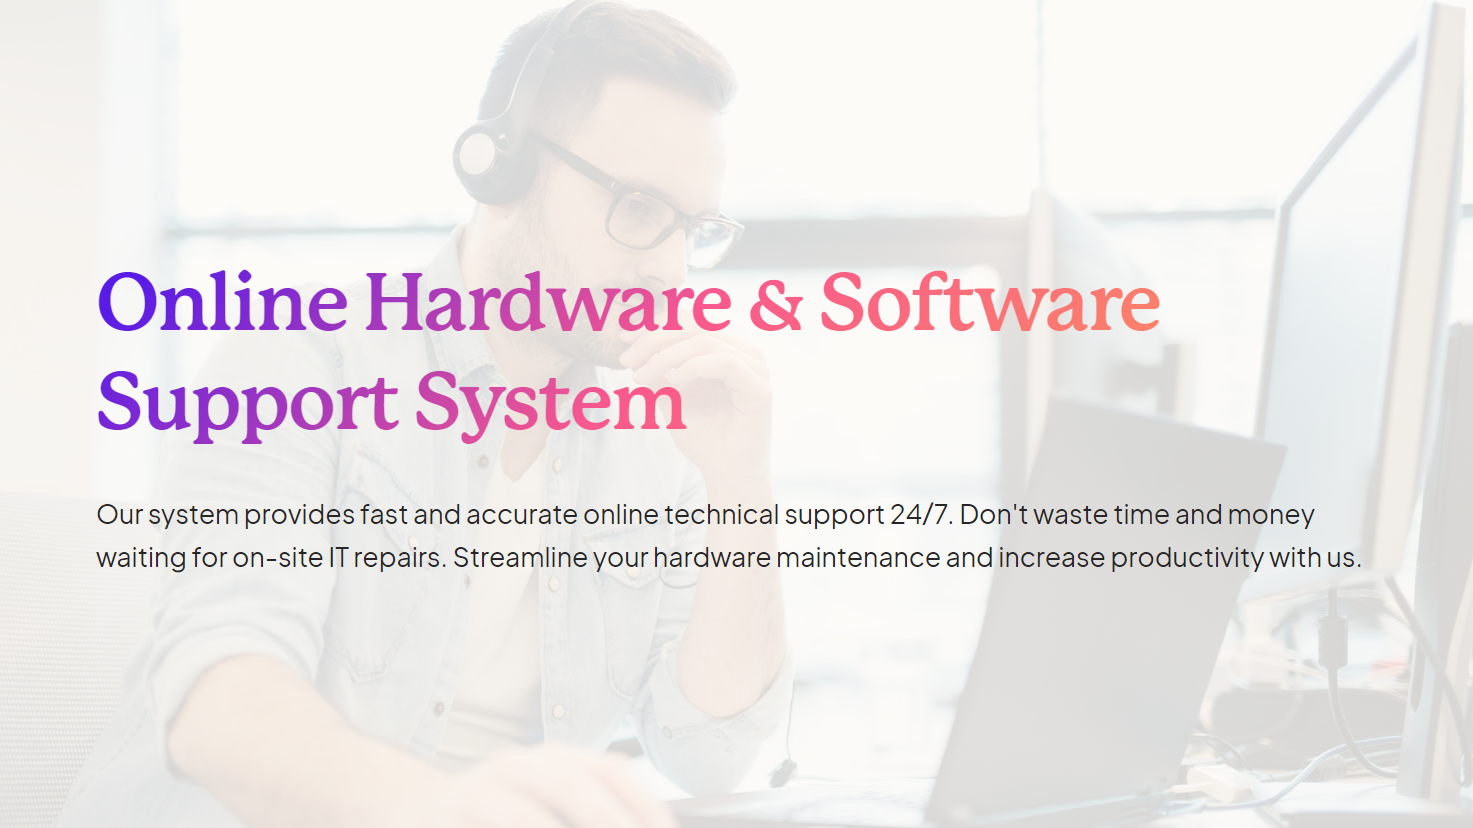 Online Hardware & Software
Support System
Our system provides fast and accurate online technical support 24/7. Don't waste time and money
waiting for on-site IT repairs. Streamline your hardware maintenance and increase productivity with us.